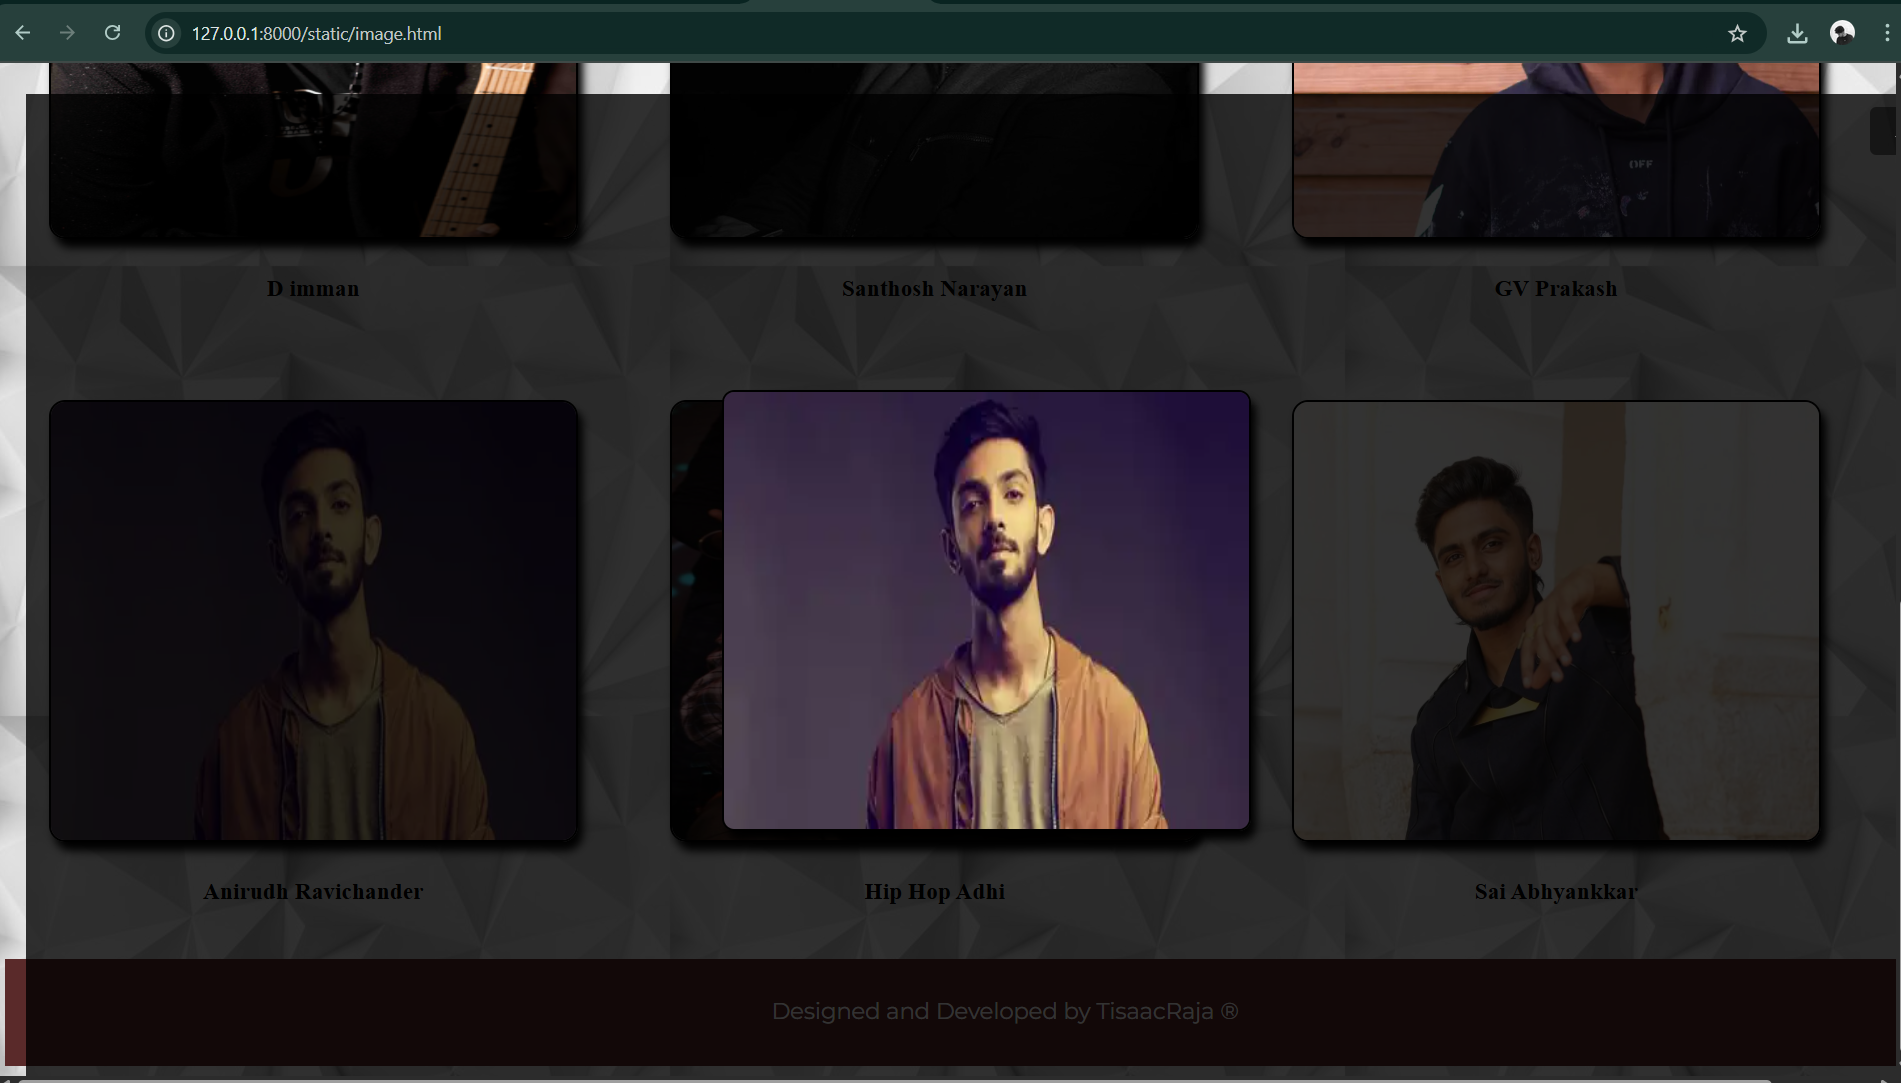 127.0.0.1:8000/static/image.html
OFF
D imman
Santhosh Narayan
GV Prakash
Anirudh Ravichander
Hip Hop Adhi
Sai Abhyankkar
Designed and Developed by TisaacRaja ®